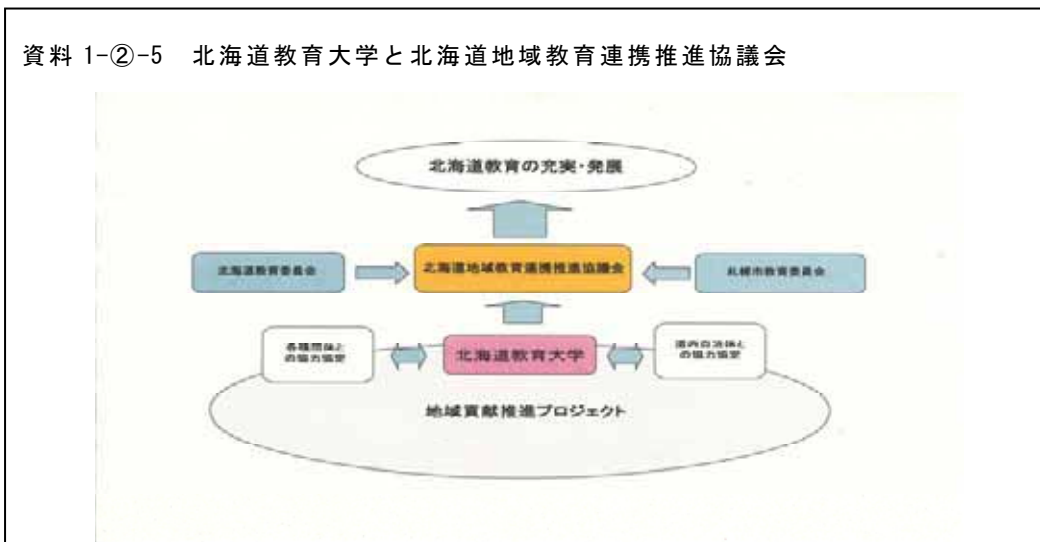 資料 1-②-5 北海道教育大学と北海道地域教育連携推進協議会
北海道教育の充実・発展
北海道教育委員会
北海道地域教育連携推進協議会
札幌市教育委員会
各種団体と
の協力協定
北海道教育大学
道内自治体と
の協力協定
地域貢献推進プロジェクト